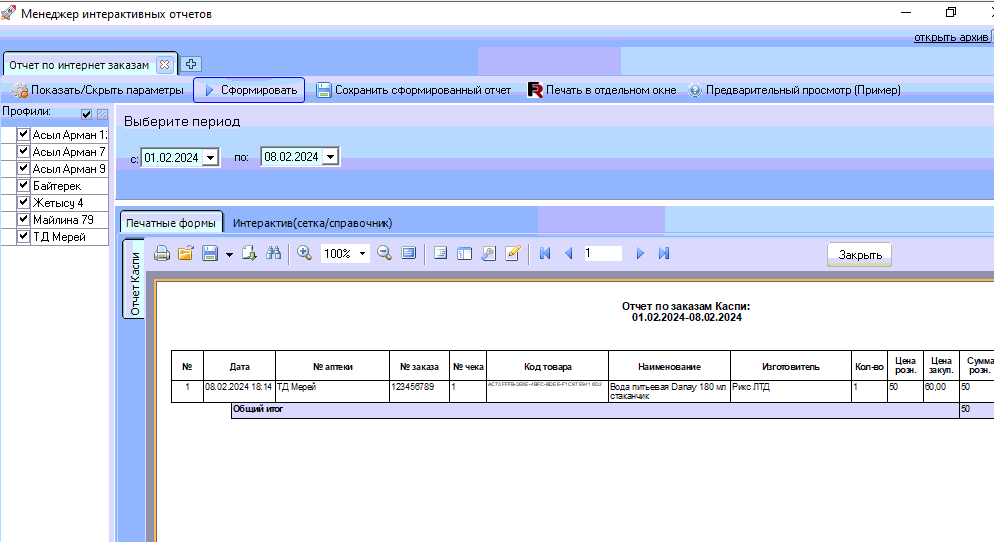 Менеджер интерактивных отчетов
открыть архив
Отчет по интернет заказам
Показать/Скрыть параметры Сформировать Сохранить сформированный отчет Печать в отдельном окне Предварительный просмотр (Пример)
Профили:
Асыл Арман 1
Асыл Арман 7
Асыл Арман 9
Байтерек
Жетысу 4
Майлина 79
ТД Мерей
Выберите период
с: 01.02.2024 по: 08.02.2024
Печатные формы Интерактив(сетка/справочник)
Отчет Каспи
100% 1 Закрыть
Отчет по заказам Каспи:
01.02.2024-08.02.2024
№ Дата № аптеки № заказа № чека Код товара Наименование Изготовитель Кол-во Цена розн. Цена закуп. Сумма розн.
1 08.02.2024 18:14 ТД Мерей 123456789 1 Вода питьевая Danay 180 мл стаканчик Рикс ЛТД 1 50 60,00 50
Общий итог 50